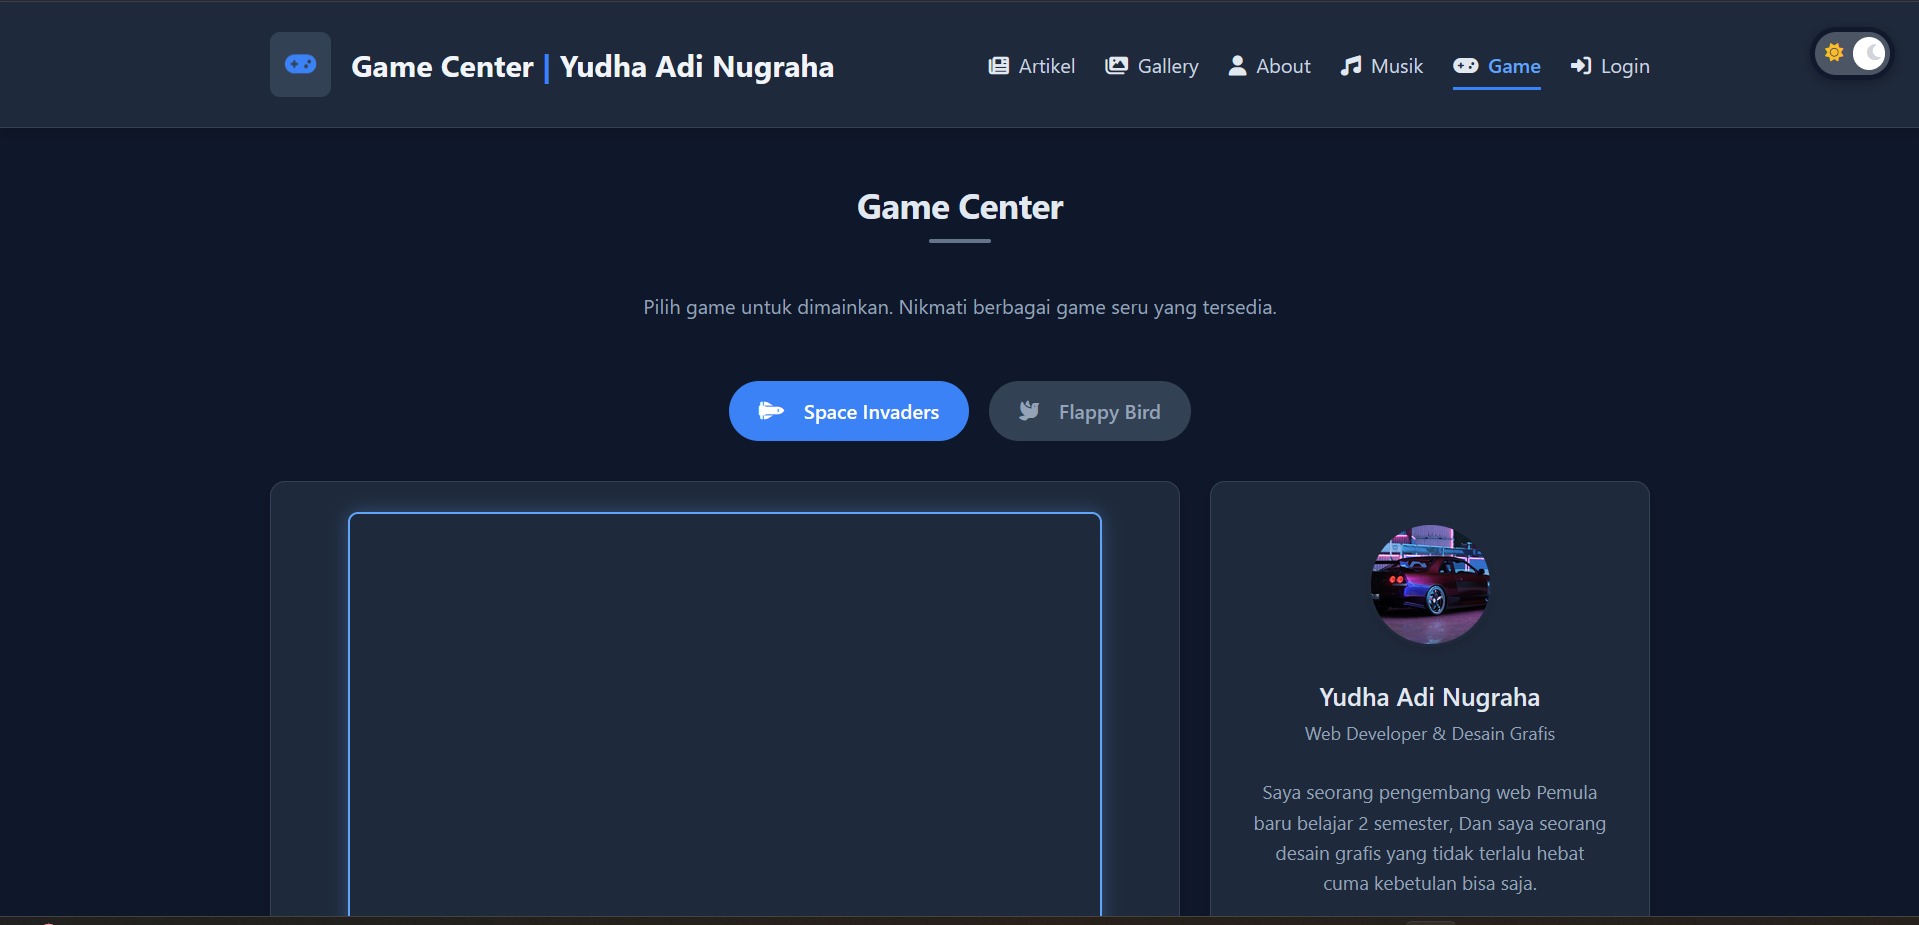 Game Center | Yudha Adi Nugraha
Artikel Gallery About Musik Game Login
Game Center
Pilih game untuk dimainkan. Nikmati berbagai game seru yang tersedia.
Space Invaders Flappy Bird
Yudha Adi Nugraha
Web Developer & Desain Grafis
Saya seorang pengembang web Pemula
baru belajar 2 semester, Dan saya seorang
desain grafis yang tidak terlalu hebat
cuma kebetulan bisa saja.